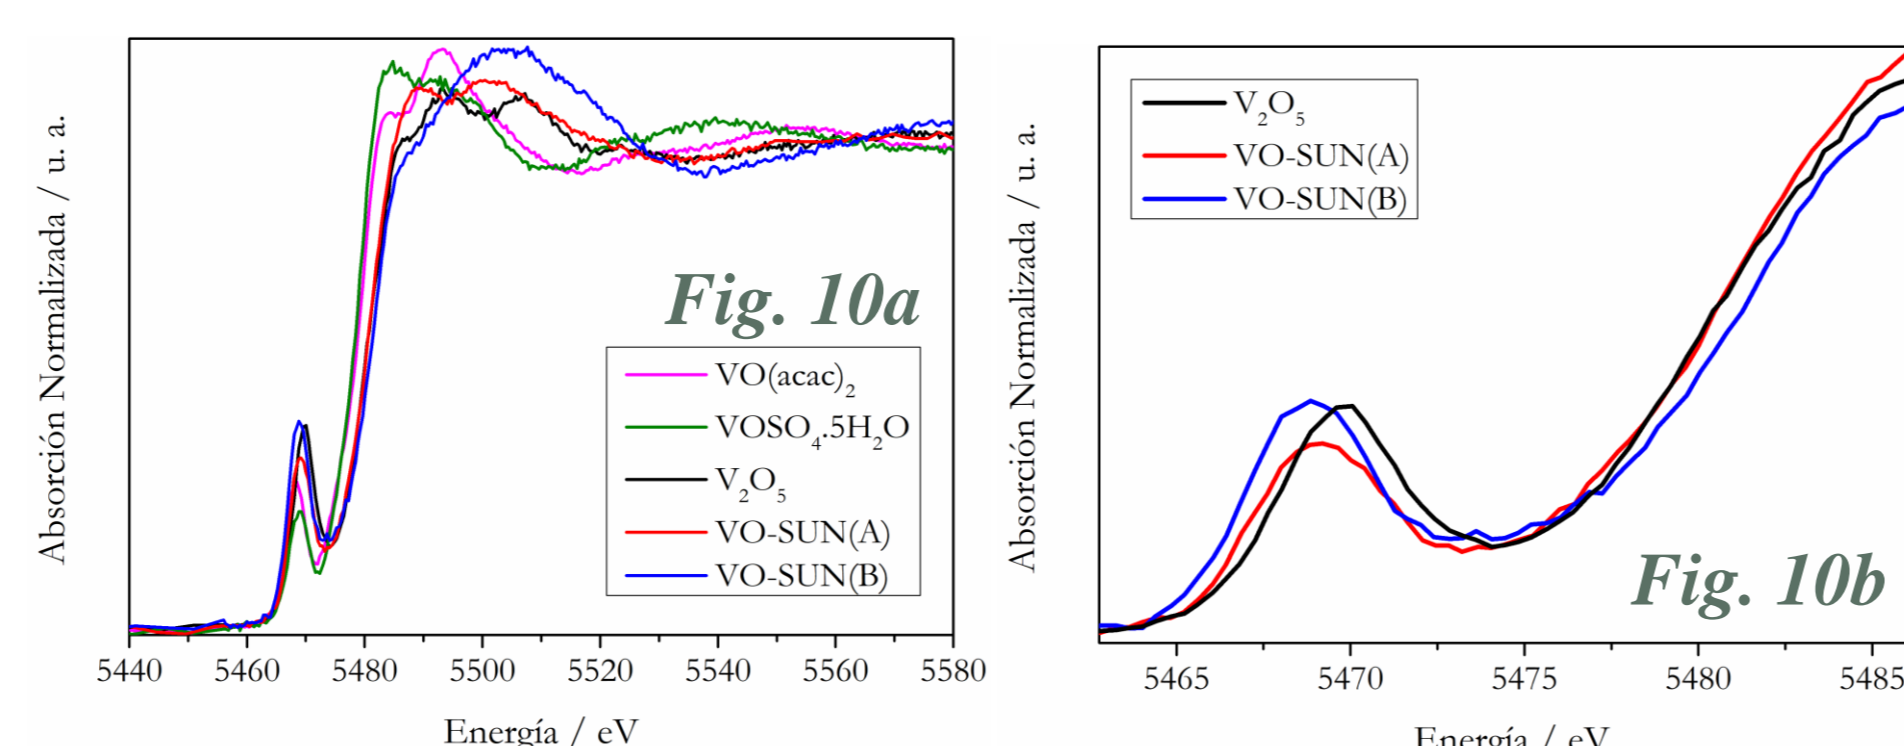 Absorción Normalizada / u. a.
Fig. 10a
VO(acac)₂
VOSO₄.5H₂O
V₂O₅
VO-SUN(A)
VO-SUN(B)
5440 5460 5480 5500 5520 5540 5560 5580
Energía / eV
Absorción Normalizada / u. a.
V₂O₅
VO-SUN(A)
VO-SUN(B)
Fig. 10b
5465 5470 5475 5480 5485
Energía / eV